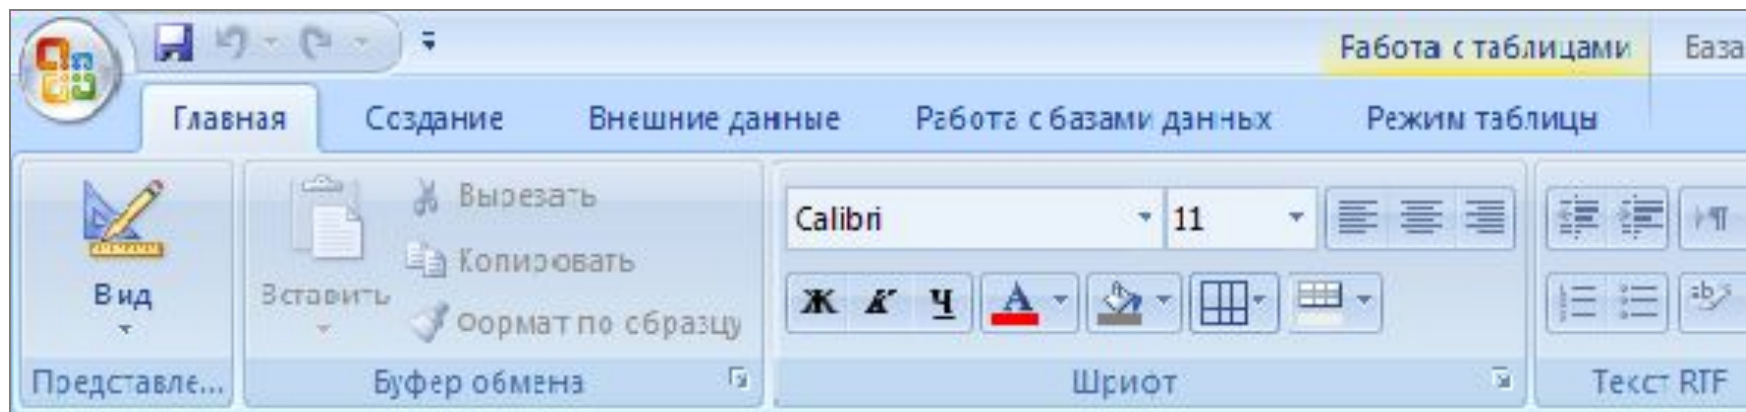 Работа с таблицами База
Главная Создание Внешние данные Работа с базами данных Режим таблицы
Вырезать
Calibri 11
Копировать
Вид Вставить
Ж К Ч A
Формат по образцу
Представле... Буфер обмена Шрифт Текст RTF